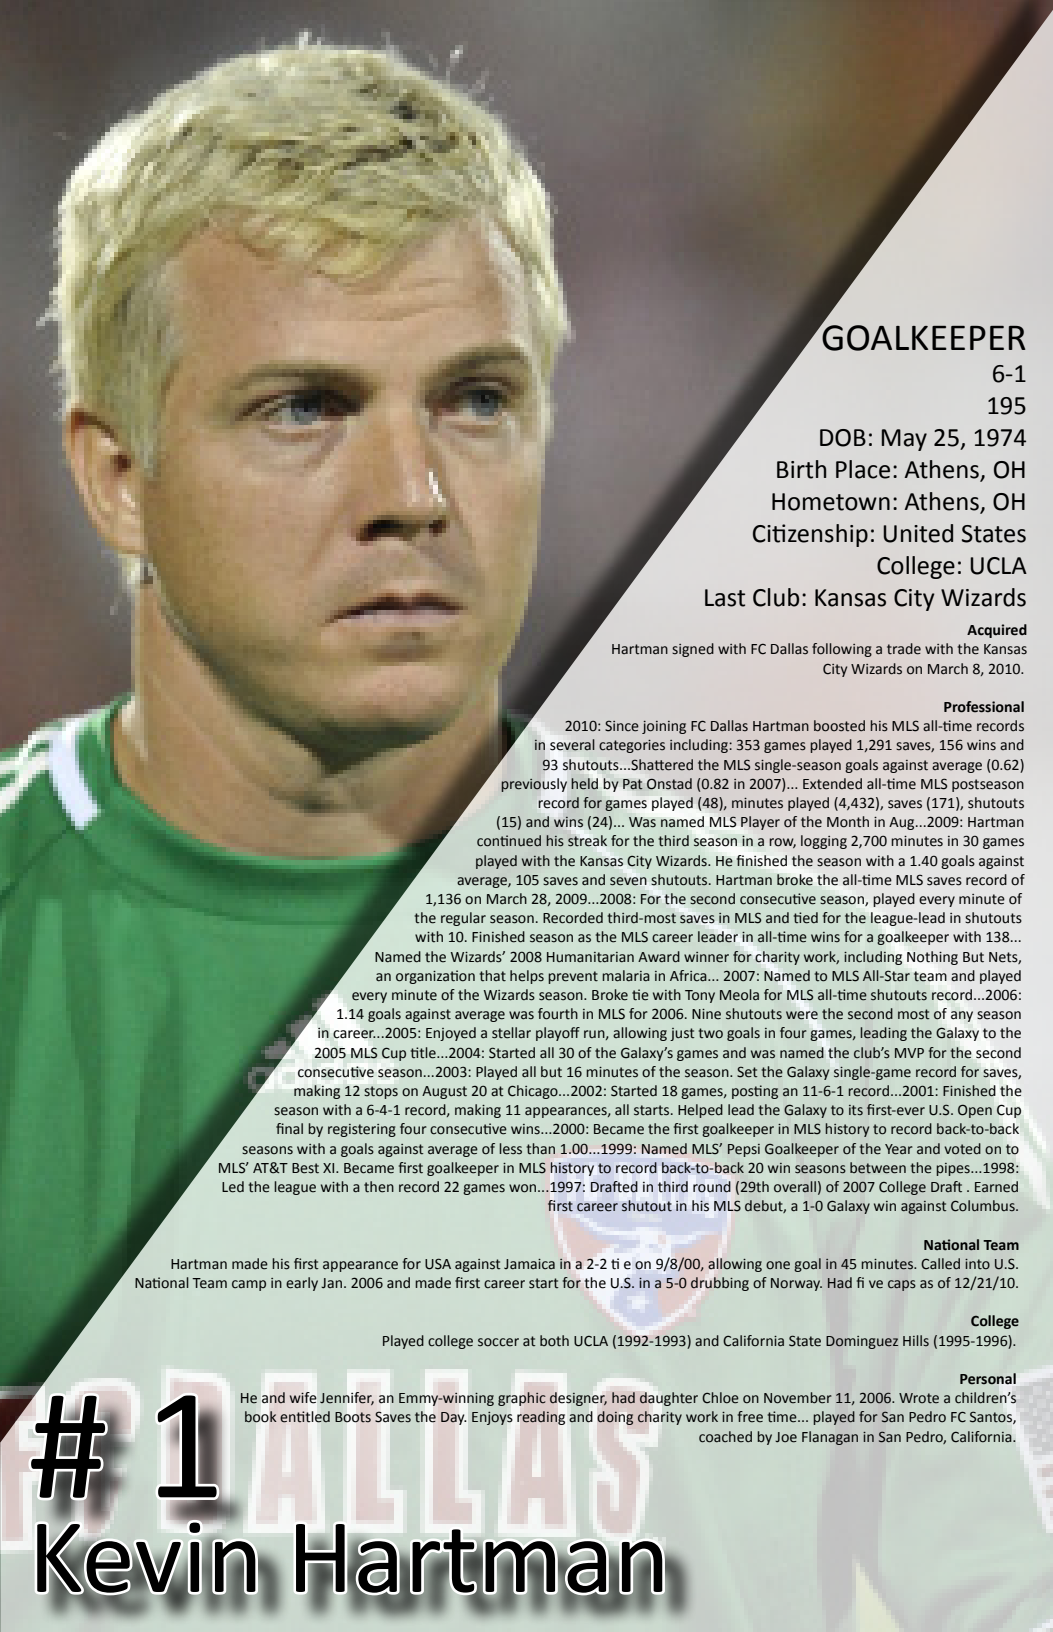 GOALKEEPER
6-1
195
DOB: May 25, 1974
Birth Place: Athens, OH
Hometown: Athens, OH
Citizenship: United States
College: UCLA
Last Club: Kansas City Wizards
Acquired
Hartman signed with FC Dallas following a trade with the Kansas
City Wizards on March 8, 2010.
Professional
2010: Since joining FC Dallas Hartman boosted his MLS all-time records
in several categories including: 353 games played 1,291 saves, 156 wins and
93 shutouts...Shattered the MLS single-season goals against average (0.62)
previously held by Pat Onstad (0.82 in 2007)... Extended all-time MLS postseason
record for games played (48), minutes played (4,432), saves (171), shutouts
(15) and wins (24)... Was named MLS Player of the Month in Aug...2009: Hartman
continued his streak for the third season in a row, logging 2,700 minutes in 30 games
played with the Kansas City Wizards. He finished the season with a 1.40 goals against
average, 105 saves and seven shutouts. Hartman broke the all-time MLS saves record of
1,136 on March 28, 2009...2008: For the second consecutive season, played every minute of
the regular season. Recorded third-most saves in MLS and tied for the league-lead in shutouts
with 10. Finished season as the MLS career leader in all-time wins for a goalkeeper with 138...
Named the Wizards’ 2008 Humanitarian Award winner for charity work, including Nothing But Nets,
an organization that helps prevent malaria in Africa... 2007: Named to MLS All-Star team and played
every minute of the Wizards season. Broke tie with Tony Meola for MLS all-time shutouts record...2006:
1.14 goals against average was fourth in MLS for 2006. Nine shutouts were the second most of any season
in career...2005: Enjoyed a stellar playoff run, allowing just two goals in four games, leading the Galaxy to the
2005 MLS Cup title...2004: Started all 30 of the Galaxy’s games and was named the club’s MVP for the second
consecutive season...2003: Played all but 16 minutes of the season. Set the Galaxy single-game record for saves,
making 12 stops on August 20 at Chicago...2002: Started 18 games, posting an 11-6-1 record...2001: Finished the
season with a 6-4-1 record, making 11 appearances, all starts. Helped lead the Galaxy to its first-ever U.S. Open Cup
final by registering four consecutive wins...2000: Became the first goalkeeper in MLS history to record back-to-back
seasons with a goals against average of less than 1.00...1999: Named MLS’ Pepsi Goalkeeper of the Year and voted on to
MLS’ AT&T Best XI. Became first goalkeeper in MLS history to record back-to-back 20 win seasons between the pipes...1998:
Led the league with a then record 22 games won...1997: Drafted in third round (29th overall) of 2007 College Draft . Earned
first career shutout in his MLS debut, a 1-0 Galaxy win against Columbus.
National Team
Hartman made his first appearance for USA against Jamaica in a 2-2 ti e on 9/8/00, allowing one goal in 45 minutes. Called into U.S.
National Team camp in early Jan. 2006 and made first career start for the U.S. in a 5-0 drubbing of Norway. Had fi ve caps as of 12/21/10.
College
Played college soccer at both UCLA (1992-1993) and California State Dominguez Hills (1995-1996).
Personal
He and wife Jennifer, an Emmy-winning graphic designer, had daughter Chloe on November 11, 2006. Wrote a children’s
book entitled Boots Saves the Day. Enjoys reading and doing charity work in free time... played for San Pedro FC Santos,
coached by Joe Flanagan in San Pedro, California.
adidas
FC DALLAS
# 1
Kevin Hartman